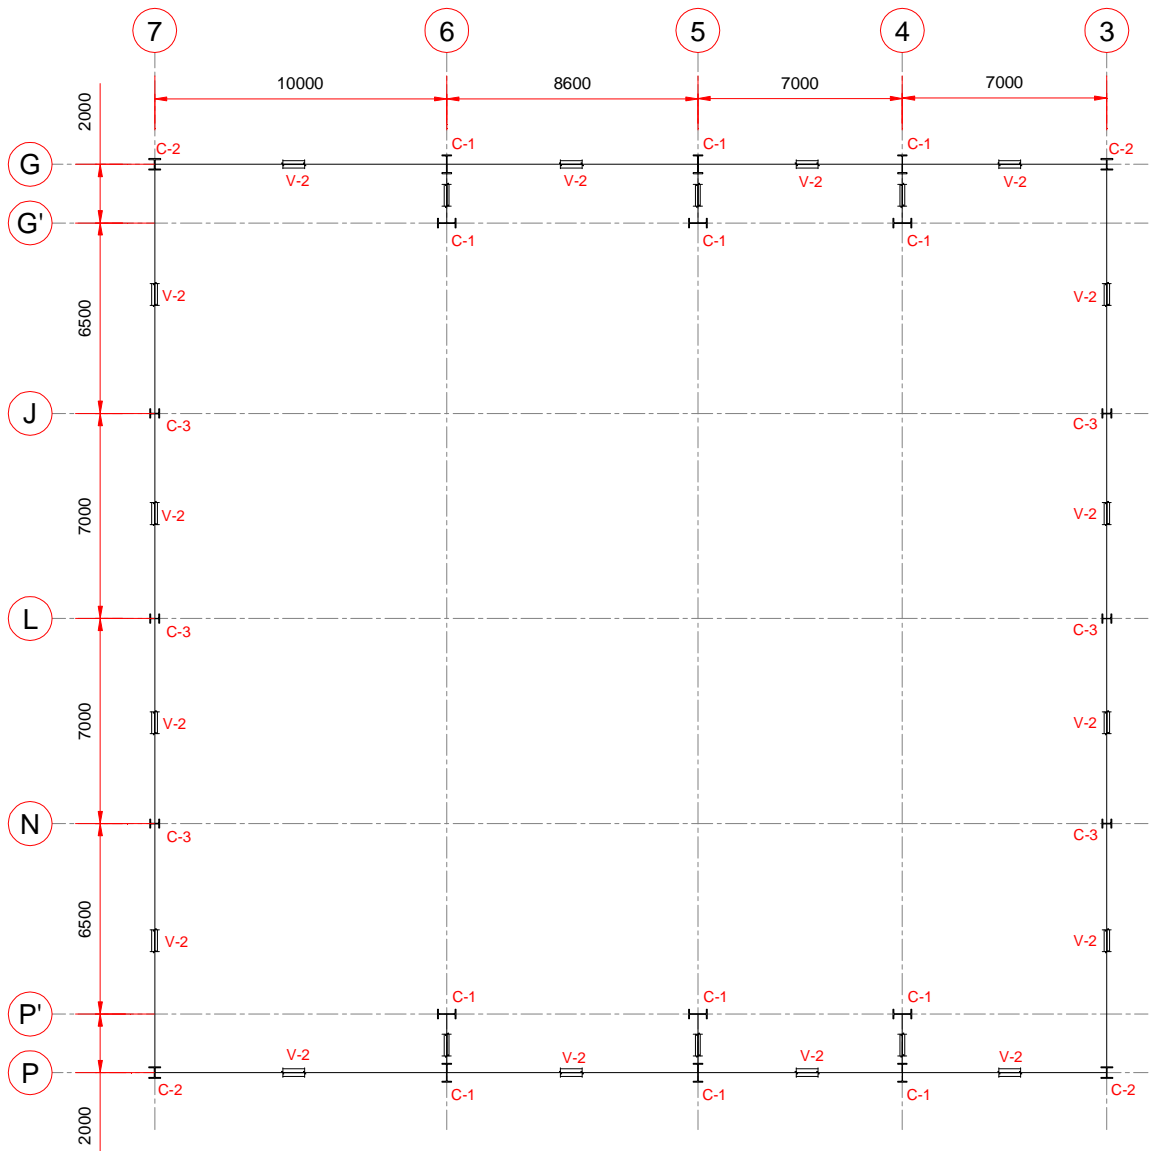 7 6 5 4 3
10000 8600 7000 7000
2000
C-2 C-1 C-1 C-1 C-2
G
V-2 V-2 V-2 V-2
G'
C-1 C-1 C-1
V-2 V-2
6500
J
C-3 C-3
7000
V-2 V-2
L
C-3 C-3
7000
V-2 V-2
N
C-3 C-3
6500
V-2 V-2
C-1 C-1 C-1
P'
V-2 V-2 V-2 V-2
P
C-2 C-1 C-1 C-1 C-2
2000